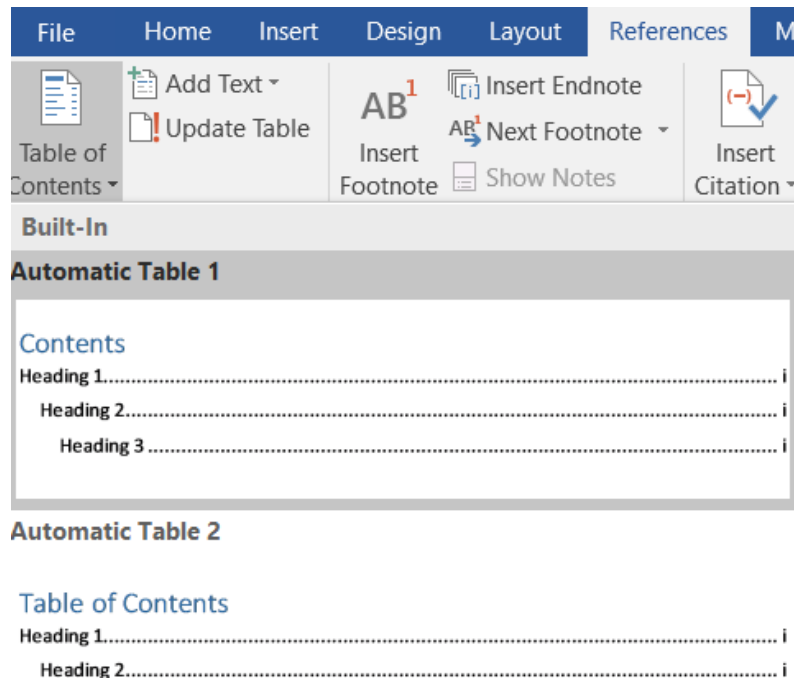 File Home Insert Design Layout References M
Add Text
Insert Endnote
Update Table
AB1
Next Footnote
Table of
Contents
Insert
Footnote
Show Notes
Insert
Citation
Built-In
Automatic Table 1
Contents
Heading 1........................................................................................................ i
Heading 2.................................................................................................... i
Heading 3 ................................................................................................ i
Automatic Table 2
Table of Contents
Heading 1........................................................................................................ i
Heading 2.................................................................................................... i